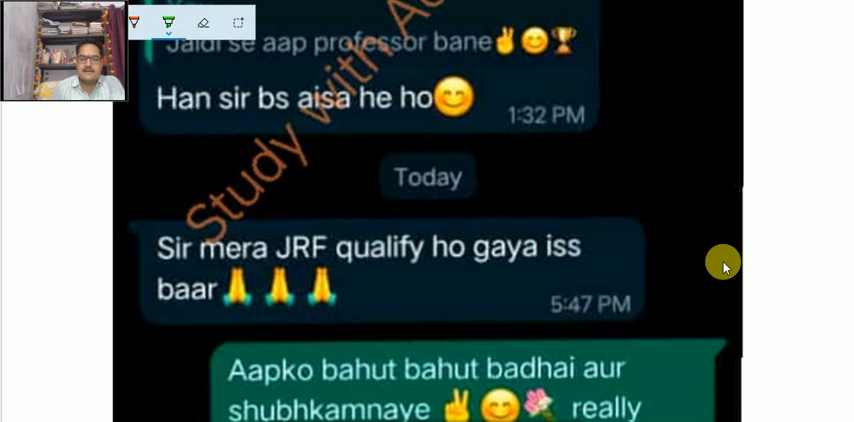 Jaldi se aap professor bane✌😊🏆
Han sir bs aisa he ho😊
1:32 PM
Study with
Today
Sir mera JRF qualify ho gaya iss
baar🙏🙏🙏
5:47 PM
Aapko bahut bahut badhai aur
shubhkamnaye ✌😊💐 really